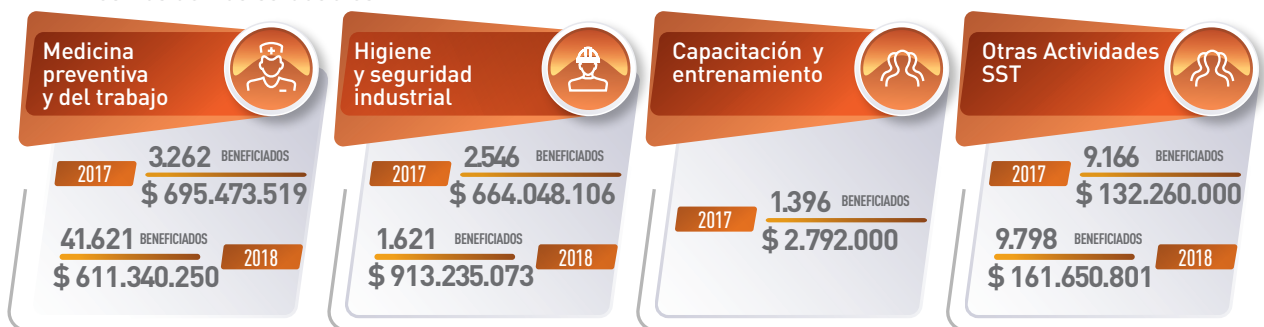 Medicina
preventiva
y del trabajo
2017
3.262 BENEFICIADOS
$ 695.473.519
41.621 BENEFICIADOS
$ 611.340.250
2018
Higiene
y seguridad
industrial
2017
2.546 BENEFICIADOS
$ 664.048.106
1.621 BENEFICIADOS
$ 913.235.073
2018
Capacitación y
entrenamiento
2017
1.396 BENEFICIADOS
$ 2.792.000
Otras Actividades
SST
2017
9.166 BENEFICIADOS
$ 132.260.000
9.798 BENEFICIADOS
$ 161.650.801
2018